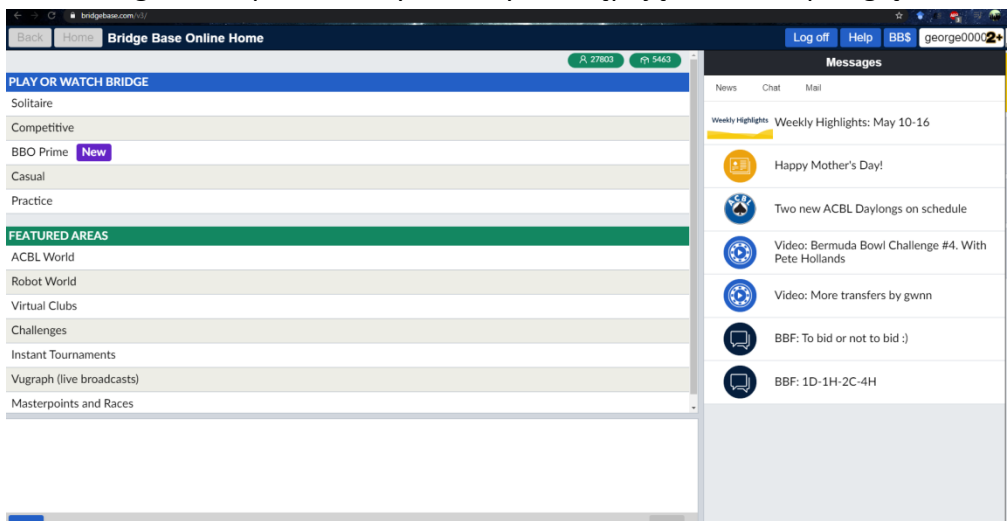 bridgebase.com/v3/
Back Home Bridge Base Online Home Log off Help BB$ george0000 2+
27803 5463
PLAY OR WATCH BRIDGE
Solitaire
Competitive
BBO Prime New
Casual
Practice
FEATURED AREAS
ACBL World
Robot World
Virtual Clubs
Challenges
Instant Tournaments
Vugraph (live broadcasts)
Masterpoints and Races
Messages
News Chat Mail
Weekly Highlights Weekly Highlights: May 10-16
Happy Mother's Day!
ACBL Two new ACBL Daylongs on schedule
Video: Bermuda Bowl Challenge #4. With
Pete Hollands
Video: More transfers by gwnn
BBF: To bid or not to bid :)
BBF: 1D-1H-2C-4H